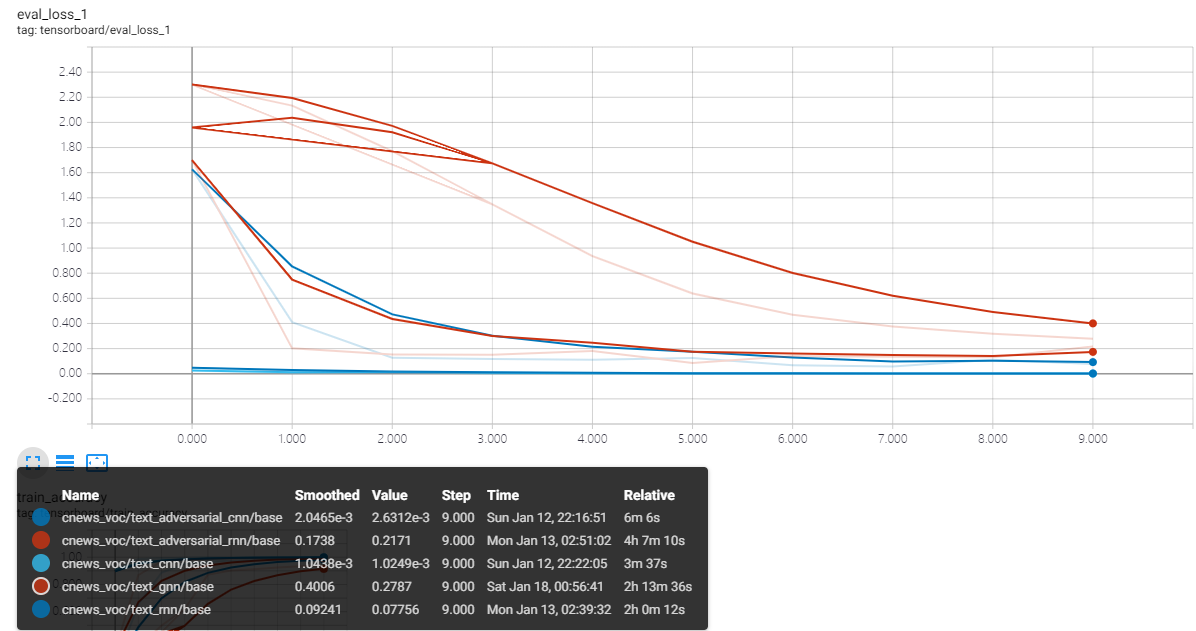 eval_loss_1
tag: tensorboard/eval_loss_1
2.40
2.20
2.00
1.80
1.60
1.40
1.20
1.00
0.800
0.600
0.400
0.200
0.00
-0.200
0.000 1.000 2.000 3.000 4.000 5.000 6.000 7.000 8.000 9.000
train_accuracy
tag: tensorboard/train_accuracy
Name Smoothed Value Step Time Relative
cnews_voc/text_adversarial_cnn/base 2.0465e-3 2.6312e-3 9.000 Sun Jan 12, 22:16:51 6m 6s
cnews_voc/text_adversarial_rnn/base 0.1738 0.2171 9.000 Mon Jan 13, 02:51:02 4h 7m 10s
cnews_voc/text_cnn/base 1.0438e-3 1.0249e-3 9.000 Sun Jan 12, 22:22:05 3m 37s
cnews_voc/text_gnn/base 0.4006 0.2787 9.000 Sat Jan 18, 00:56:41 2h 13m 36s
cnews_voc/text_rnn/base 0.09241 0.07756 9.000 Mon Jan 13, 02:39:32 2h 0m 12s